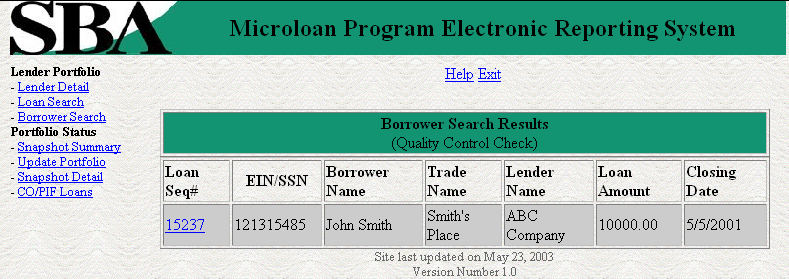 SBA
Microloan Program Electronic Reporting System
Lender Portfolio
- Lender Detail
- Loan Search
- Borrower Search
Portfolio Status
- Snapshot Summary
- Update Portfolio
- Snapshot Detail
- CO/PIF Loans
Help Exit
Borrower Search Results
(Quality Control Check)
Loan Seq# EIN/SSN Borrower Name Trade Name Lender Name Loan Amount Closing Date
15237 121315485 John Smith Smith's Place ABC Company 10000.00 5/5/2001
Site last updated on May 23, 2003
Version Number 1.0